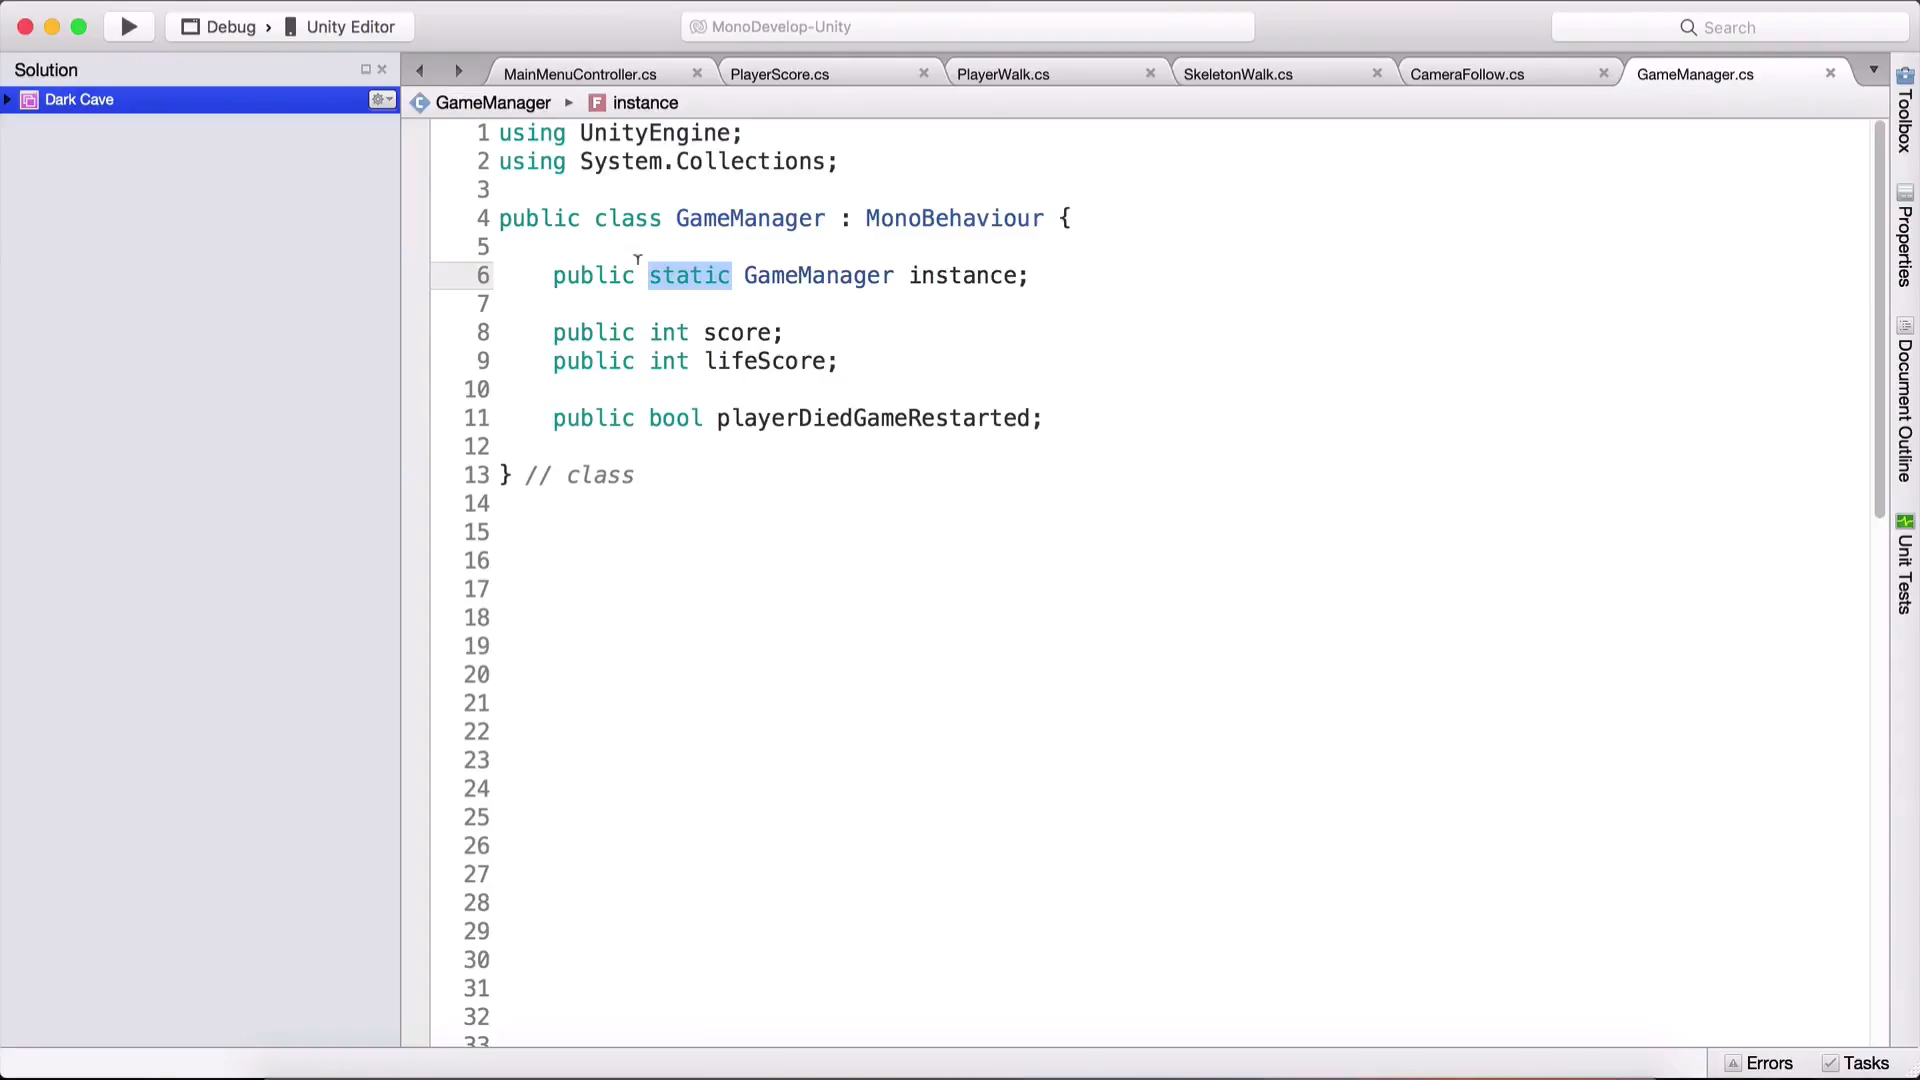 Debug › Unity Editor
MonoDevelop-Unity
Search
Solution
Dark Cave
MainMenuController.cs
PlayerScore.cs
PlayerWalk.cs
SkeletonWalk.cs
CameraFollow.cs
GameManager.cs
GameManager ▸ instance
1 using UnityEngine;
2 using System.Collections;
3
4 public class GameManager : MonoBehaviour {
5
6 public static GameManager instance;
7
8 public int score;
9 public int lifeScore;
10
11 public bool playerDiedGameRestarted;
12
13 } // class
14
15
16
17
18
19
20
21
22
23
24
25
26
27
28
29
30
31
32
33
Toolbox
Properties
Document Outline
Unit Tests
Errors
Tasks